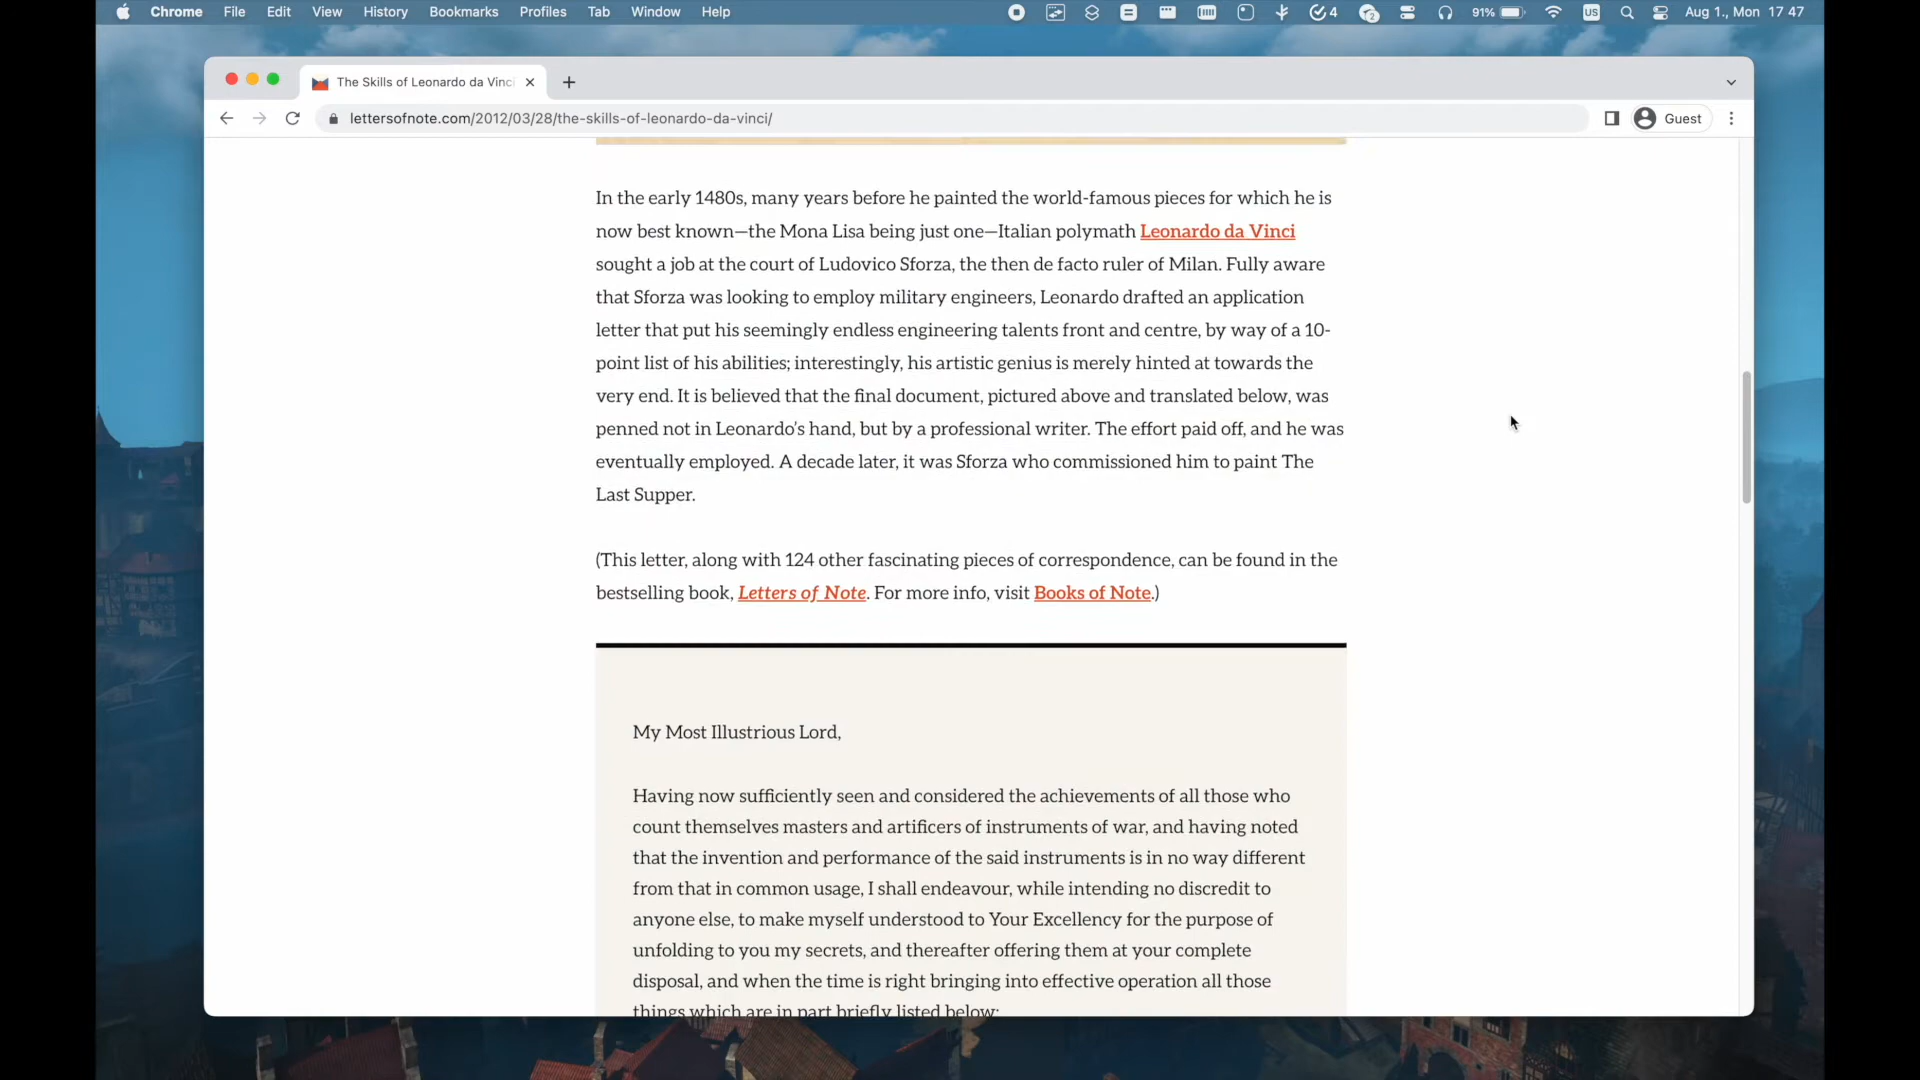 Chrome File Edit View History Bookmarks Profiles Tab Window Help 4 2 91% US Aug 1., Mon 17 47
The Skills of Leonardo da Vinc
lettersofnote.com/2012/03/28/the-skills-of-leonardo-da-vinci/ Guest
In the early 1480s, many years before he painted the world-famous pieces for which he is
now best known—the Mona Lisa being just one—Italian polymath Leonardo da Vinci
sought a job at the court of Ludovico Sforza, the then de facto ruler of Milan. Fully aware
that Sforza was looking to employ military engineers, Leonardo drafted an application
letter that put his seemingly endless engineering talents front and centre, by way of a 10-
point list of his abilities; interestingly, his artistic genius is merely hinted at towards the
very end. It is believed that the final document, pictured above and translated below, was
penned not in Leonardo's hand, but by a professional writer. The effort paid off, and he was
eventually employed. A decade later, it was Sforza who commissioned him to paint The
Last Supper.
(This letter, along with 124 other fascinating pieces of correspondence, can be found in the
bestselling book, Letters of Note. For more info, visit Books of Note.)
My Most Illustrious Lord,
Having now sufficiently seen and considered the achievements of all those who
count themselves masters and artificers of instruments of war, and having noted
that the invention and performance of the said instruments is in no way different
from that in common usage, I shall endeavour, while intending no discredit to
anyone else, to make myself understood to Your Excellency for the purpose of
unfolding to you my secrets, and thereafter offering them at your complete
disposal, and when the time is right bringing into effective operation all those
things which are in part briefly listed below: